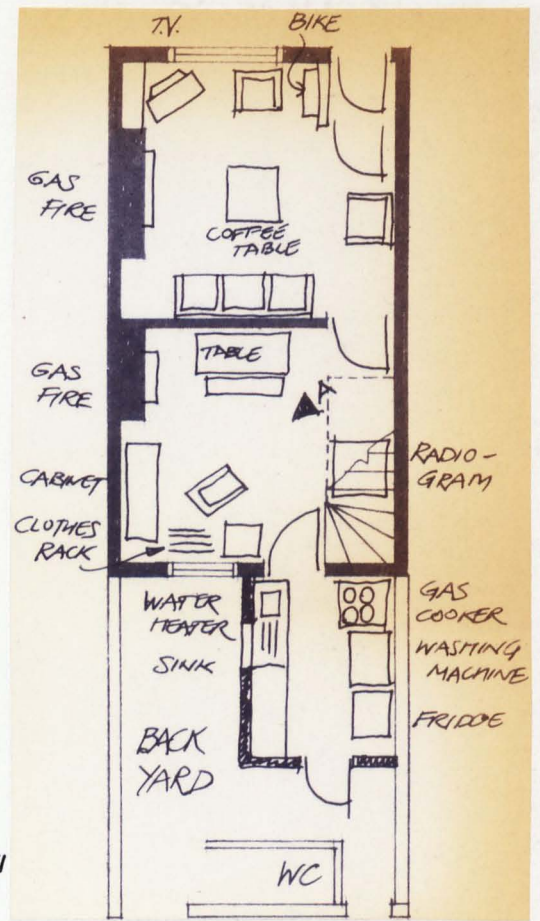 T.V.
BIKE
GAS
FIRE
COFFEE
TABLE
GAS
FIRE
TABLE
A
CABINET
RADIO-
GRAM
CLOTHES
RACK
WATER
HEATER
GAS
COOKER
SINK
WASHING
MACHINE
FRIDGE
BACK
YARD
WC